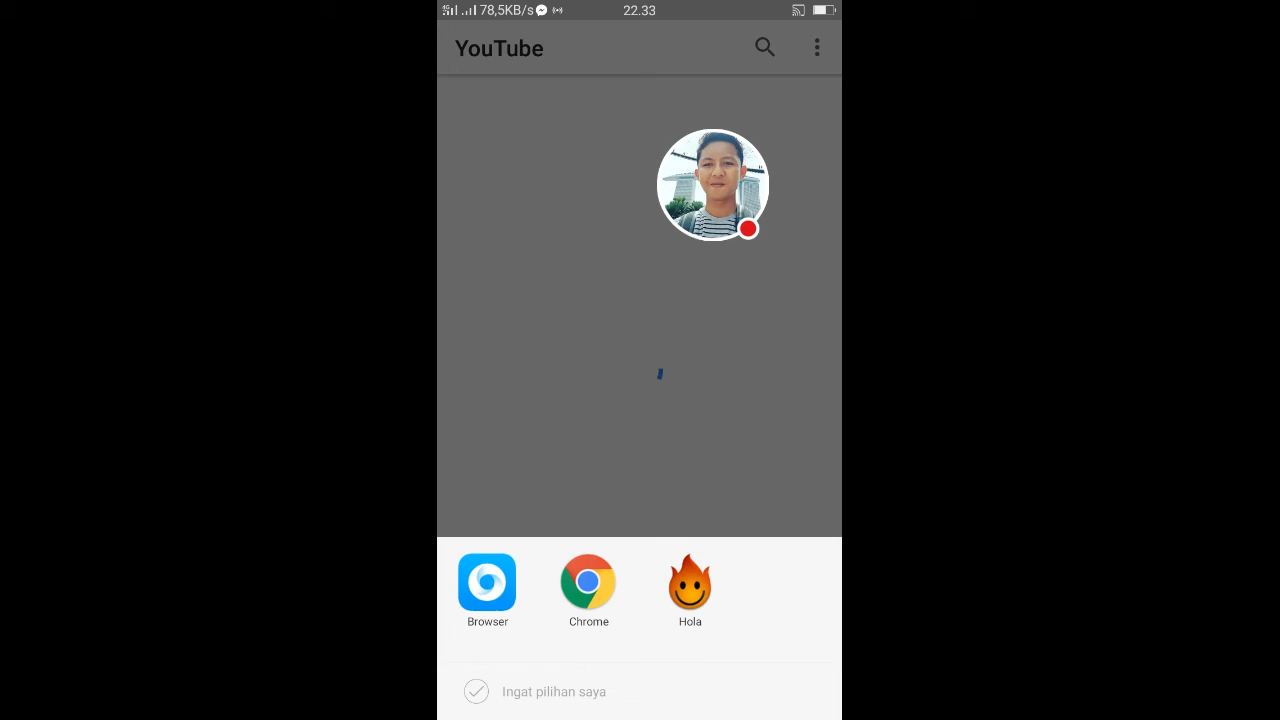 78,5KB/s 22.33
YouTube
Browser Chrome Hola
Ingat pilihan saya